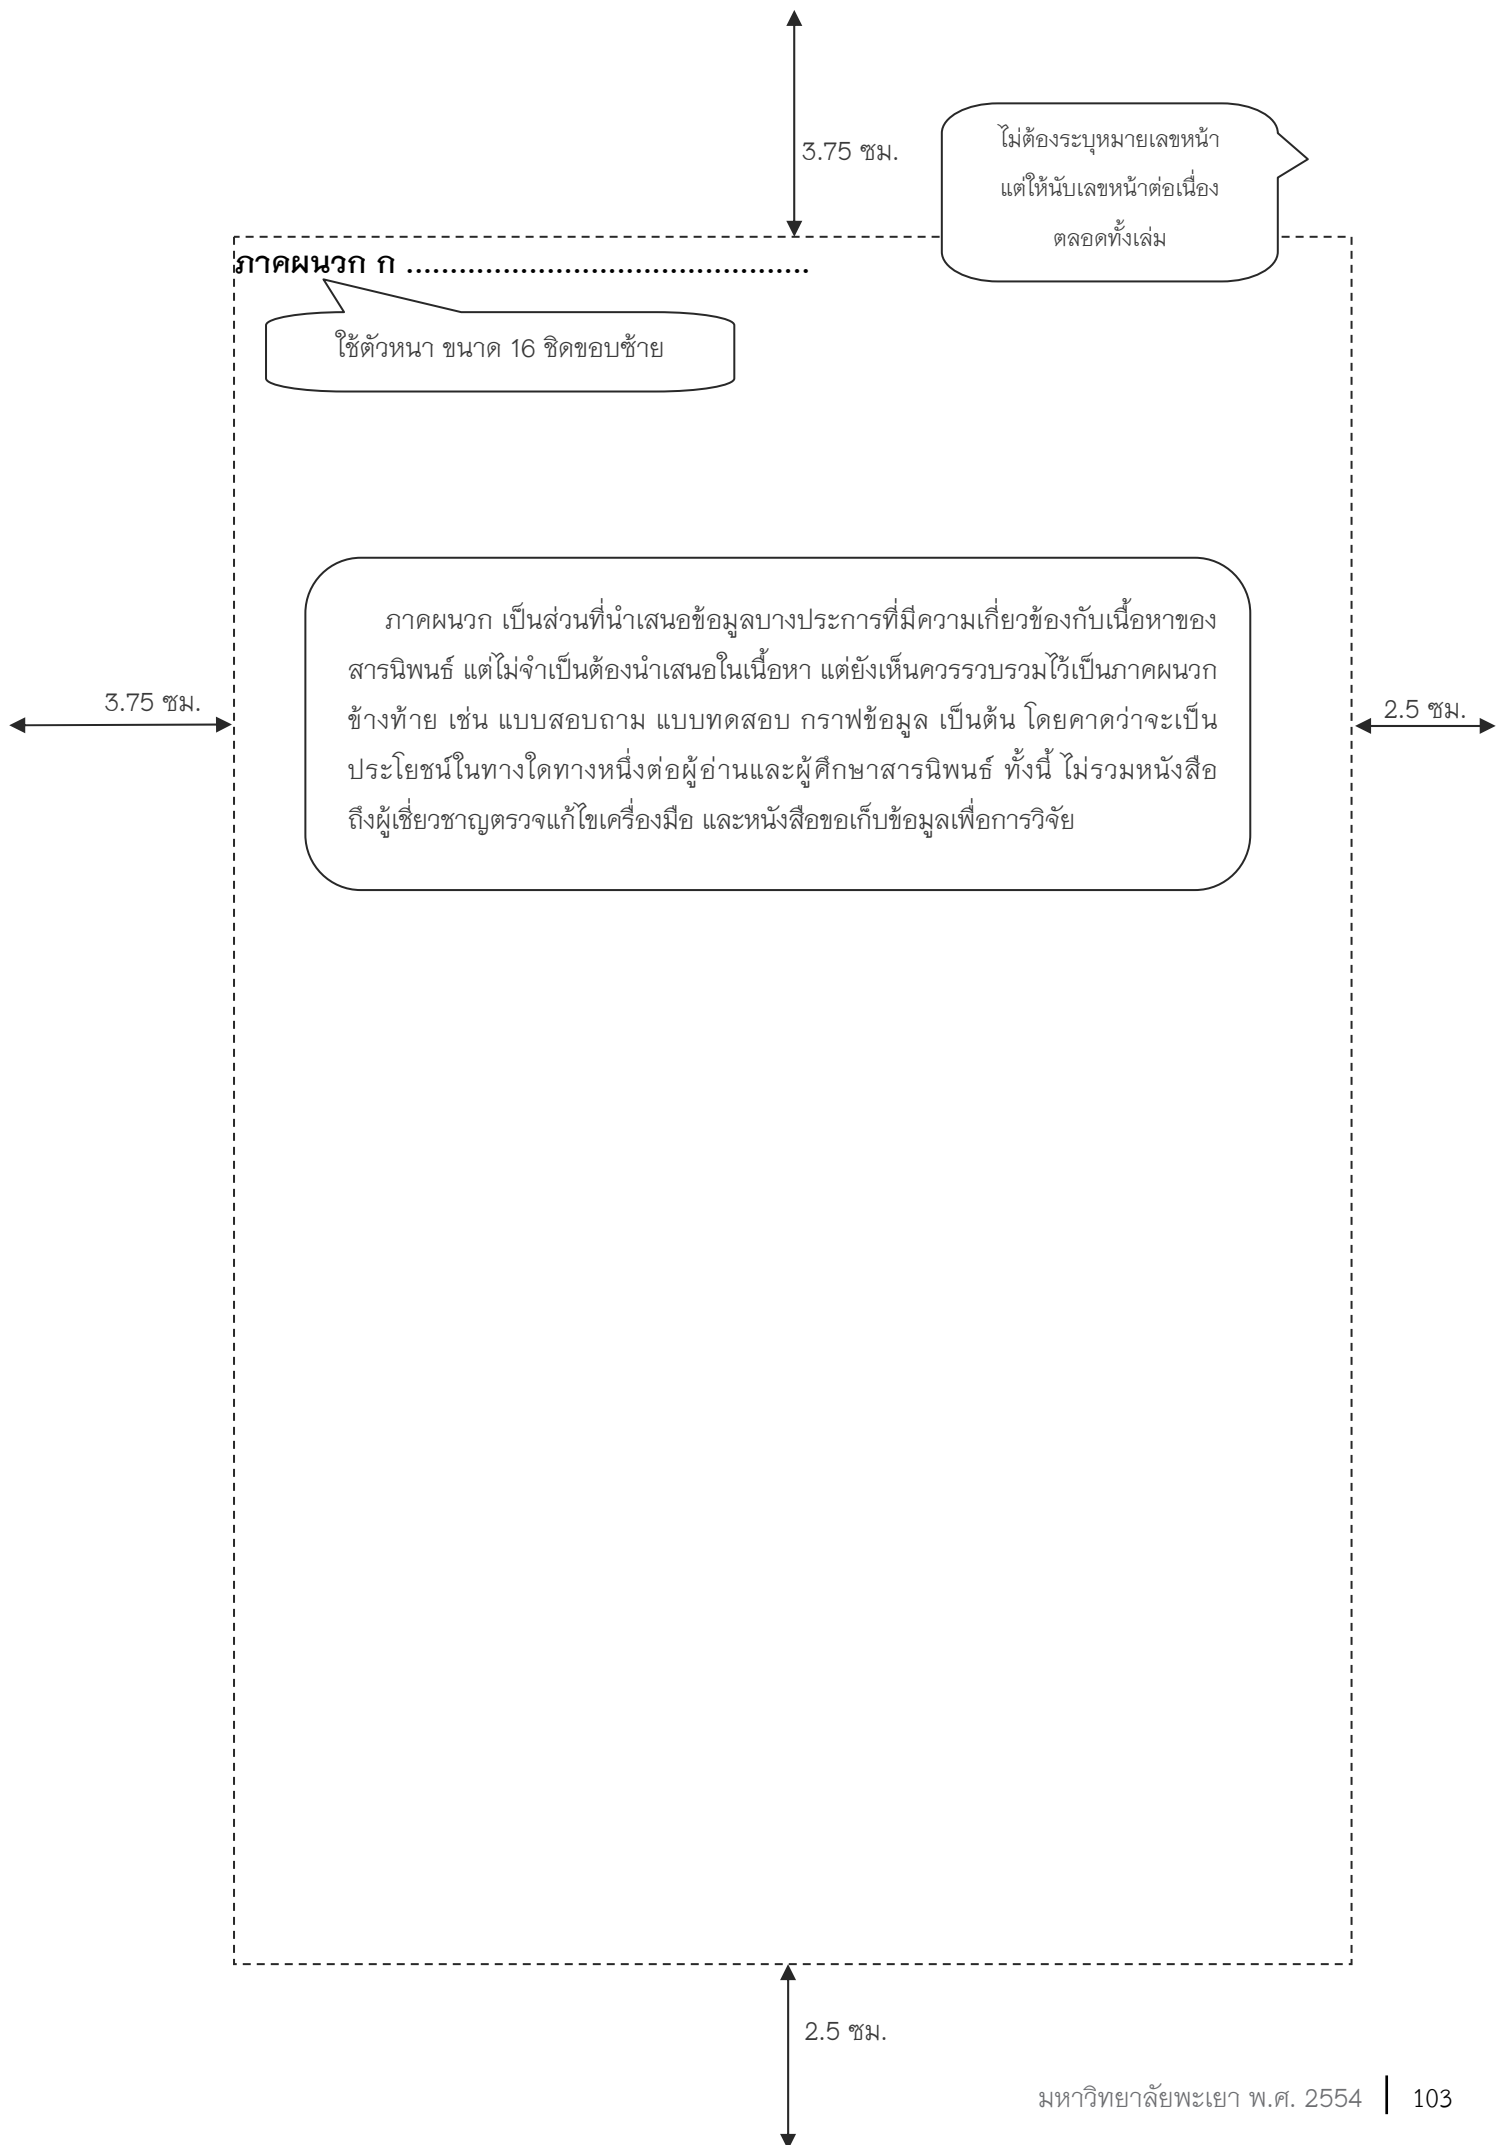 3.75 ซม.
ไม่ต้องระบุหมายเลขหน้า
แต่ให้นับเลขหน้าต่อเนื่อง
ตลอดทั้งเล่ม
ภาคผนวก ก ..............................................
ใช้ตัวหนา ขนาด 16 ชิดขอบซ้าย
ภาคผนวก เป็นส่วนที่นำเสนอข้อมูลบางประการที่มีความเกี่ยวข้องกับเนื้อหาของ
สารนิพนธ์ แต่ไม่จำเป็นต้องนำเสนอในเนื้อหา แต่ยังเห็นควรรวบรวมไว้เป็นภาคผนวก
ข้างท้าย เช่น แบบสอบถาม แบบทดสอบ กราฟข้อมูล เป็นต้น โดยคาดว่าจะเป็น
ประโยชน์ในทางใดทางหนึ่งต่อผู้อ่านและผู้ศึกษาสารนิพนธ์ ทั้งนี้ ไม่รวมหนังสือ
ถึงผู้เชี่ยวชาญตรวจแก้ไขเครื่องมือ และหนังสือขอเก็บข้อมูลเพื่อการวิจัย
3.75 ซม.
2.5 ซม.
2.5 ซม.
มหาวิทยาลัยพะเยา พ.ศ. 2554 | 103